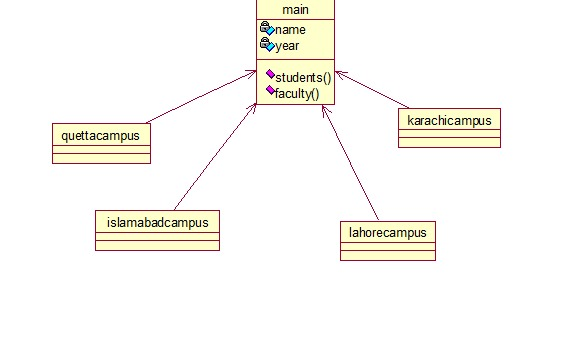 main
name
year
students()
faculty()
quettacampus
karachicampus
islamabadcampus
lahorecampus